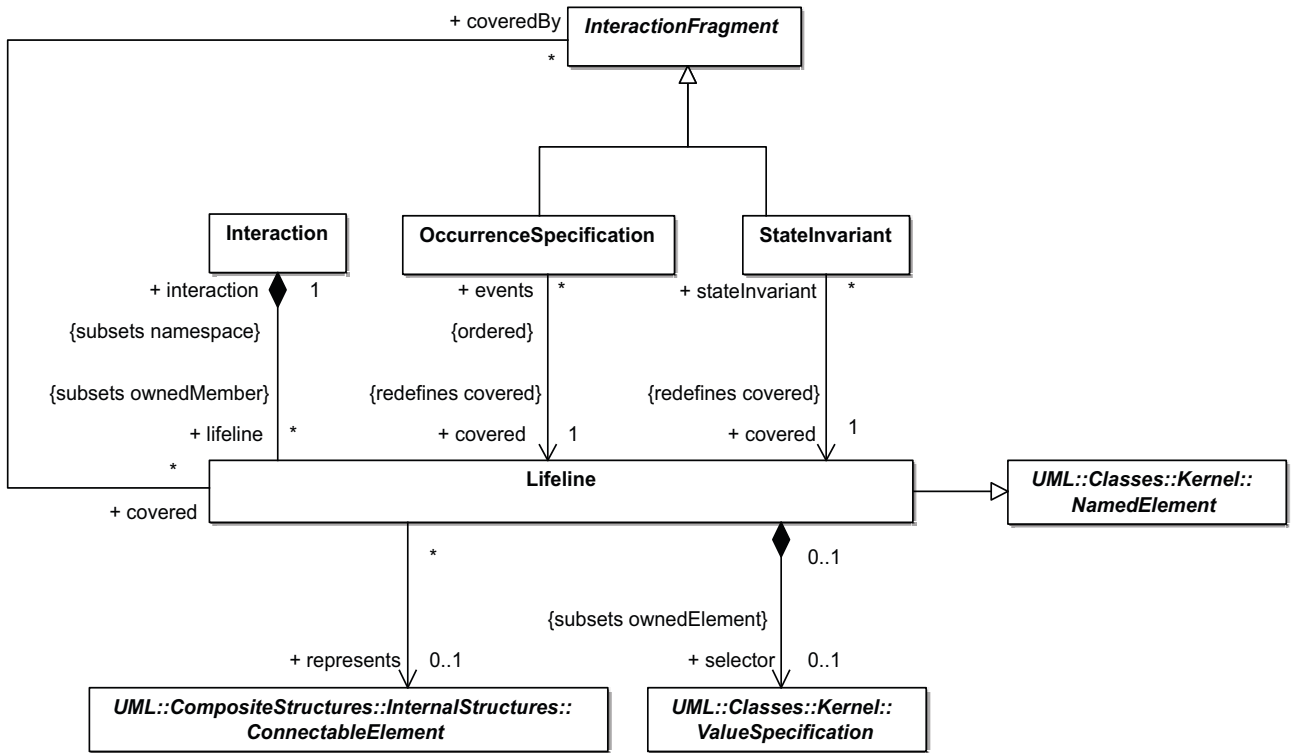 + coveredBy
InteractionFragment
*
Interaction
OccurrenceSpecification
StateInvariant
+ interaction 1
+ events *
+ stateInvariant *
{subsets namespace}
{ordered}
{subsets ownedMember}
{redefines covered}
{redefines covered}
+ lifeline *
+ covered 1
+ covered 1
*
+ covered
Lifeline
UML::Classes::Kernel::
NamedElement
*
0..1
{subsets ownedElement}
+ represents 0..1
+ selector 0..1
UML::CompositeStructures::InternalStructures::
ConnectableElement
UML::Classes::Kernel::
ValueSpecification